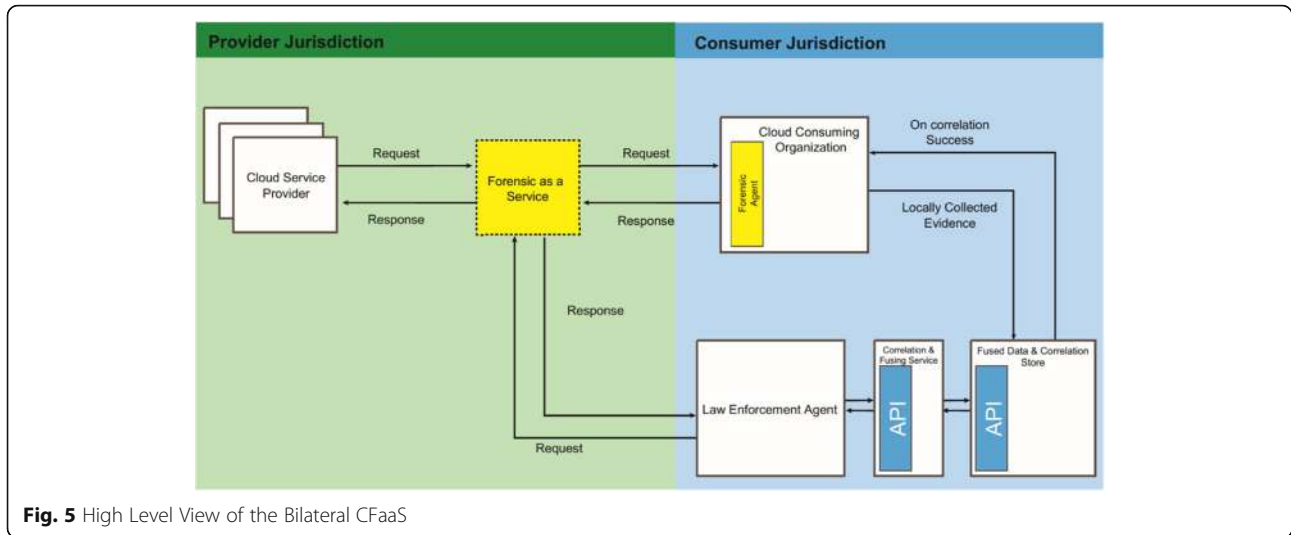 Provider Jurisdiction
Consumer Jurisdiction
Cloud Service
Provider
Request
Response
Forensic as a
Service
Request
Response
Cloud Consuming
Organization
Forensic
Agent
On correlation
Success
Locally Collected
Evidence
Response
Request
Law Enforcement Agent
Correlation &
Fusing Service
API
Fused Data & Correlation
Store
API
Fig. 5 High Level View of the Bilateral CFaaS